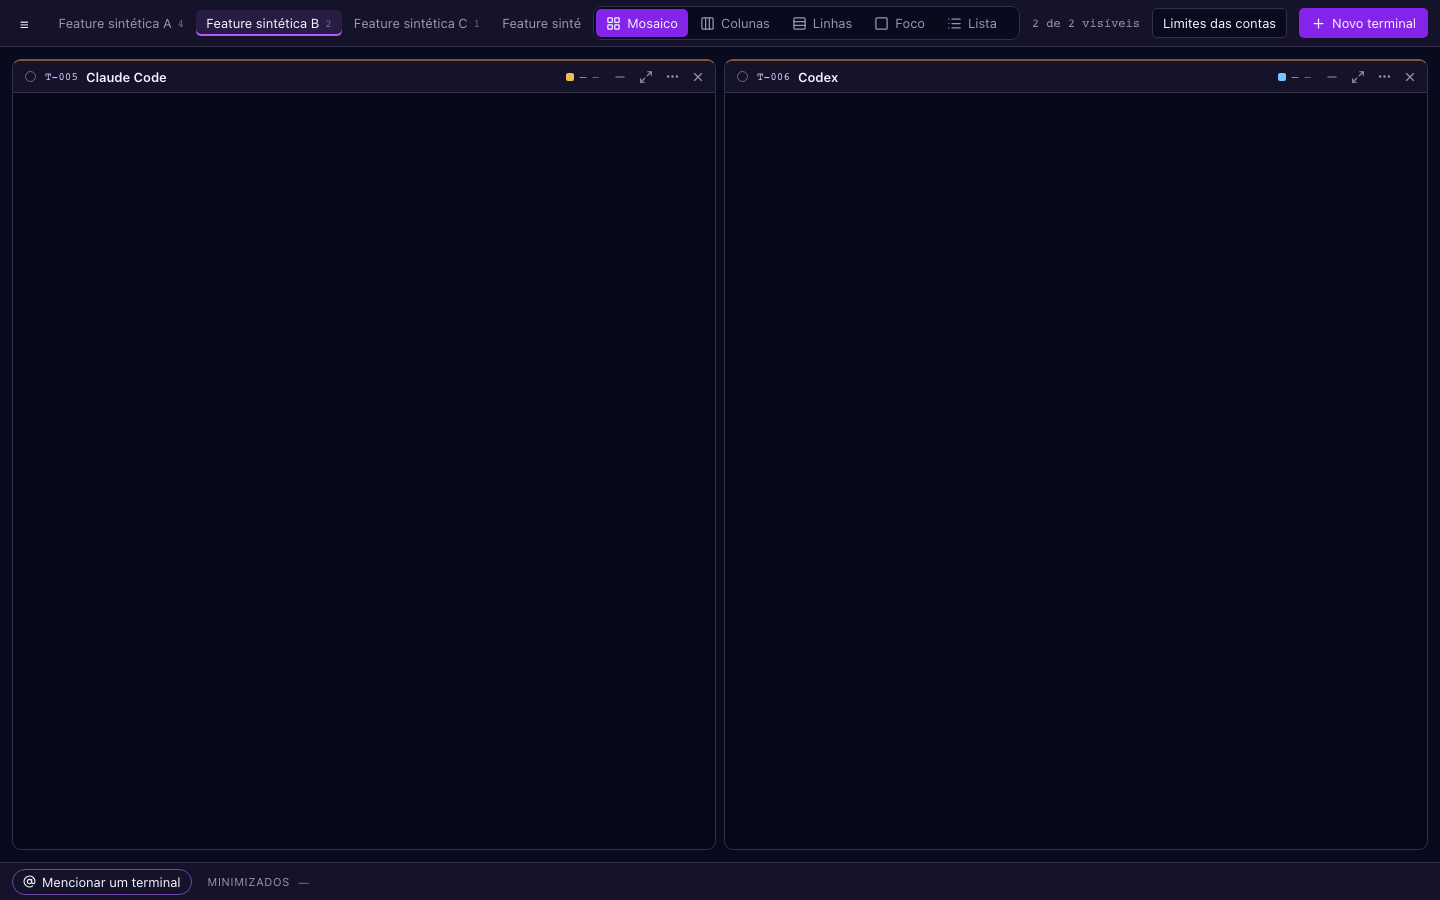 Feature sintética A 4 Feature sintética B 2 Feature sintética C 1 Feature sinté Mosaico Colunas Linhas Foco Lista 2 de 2 visíveis Limites das contas + Novo terminal
T-005 Claude Code — —
T-006 Codex — —
@ Mencionar um terminal MINIMIZADOS —